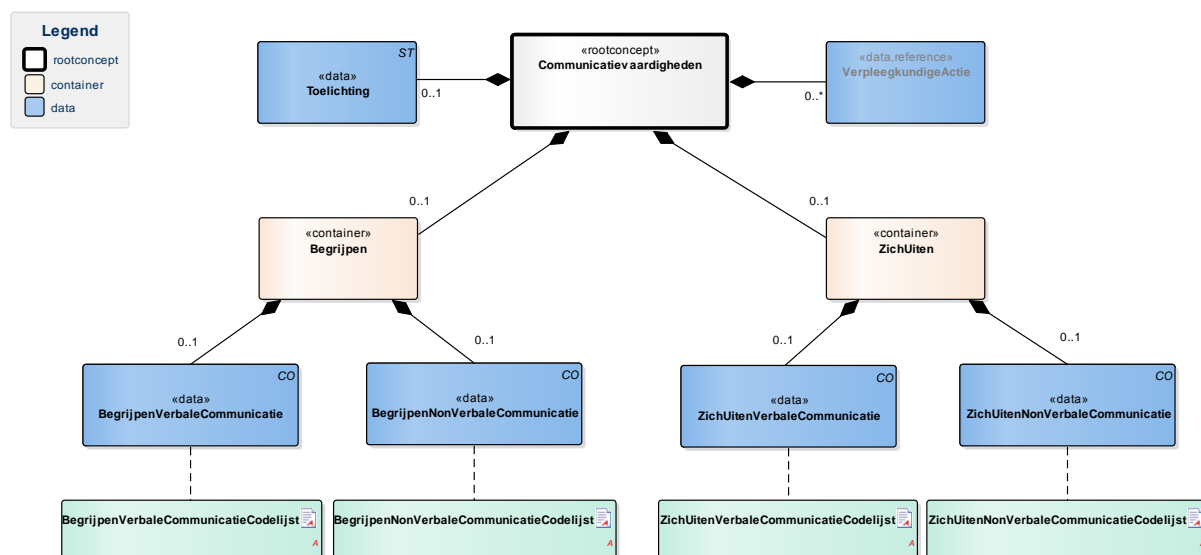 Legend
rootconcept
container
data
ST
«data»
Toelichting
0..1
«rootconcept»
Communicatievaardigheden
0..*
«data,reference»
VerpleegkundigeActie
0..1
0..1
«container»
Begrijpen
«container»
ZichUiten
0..1
0..1
0..1
0..1
CO
«data»
BegrijpenVerbaleCommunicatie
CO
«data»
BegrijpenNonVerbaleCommunicatie
CO
«data»
ZichUitenVerbaleCommunicatie
CO
«data»
ZichUitenNonVerbaleCommunicatie
BegrijpenVerbaleCommunicatieCodelijst
A
BegrijpenNonVerbaleCommunicatieCodelijst
A
ZichUitenVerbaleCommunicatieCodelijst
A
ZichUitenNonVerbaleCommunicatieCodelijst
A